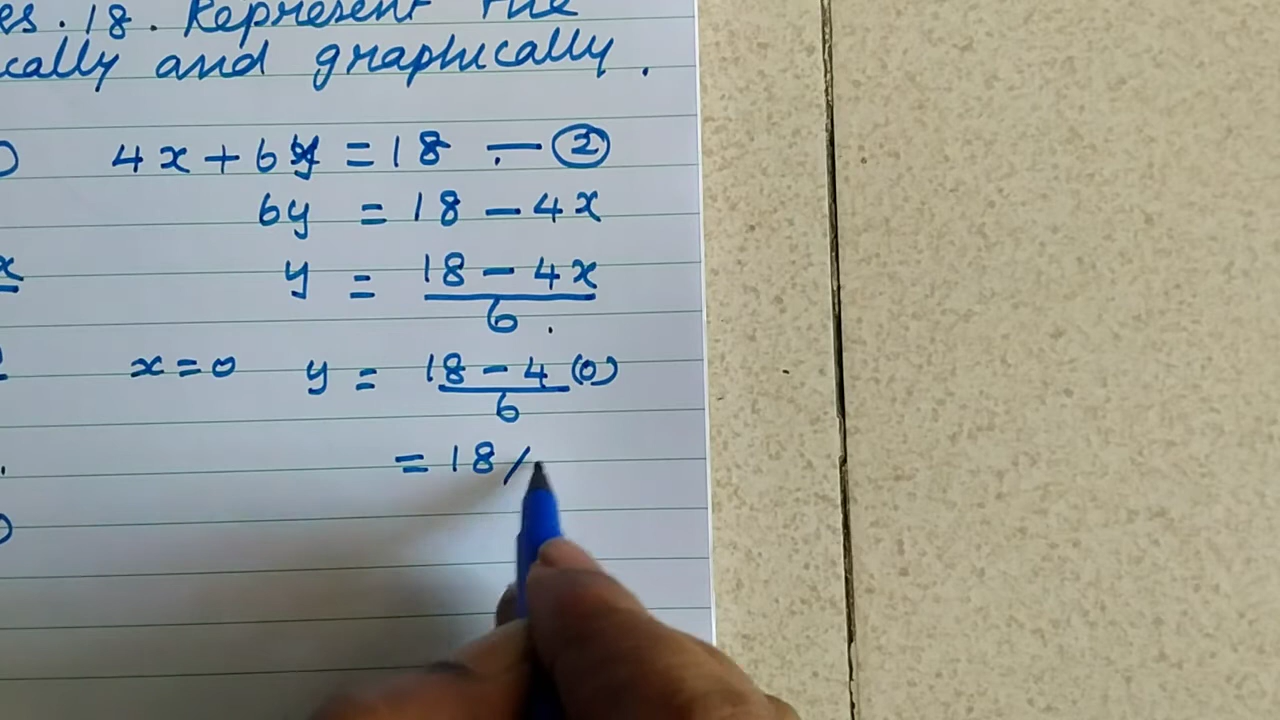 es. 18. Represent the
cally and graphically.
4x + 6y = 18 — ②
6y = 18 - 4x
x
y = 18 - 4x
6
x = 0 y = 18 - 4(0)
6
= 18 /